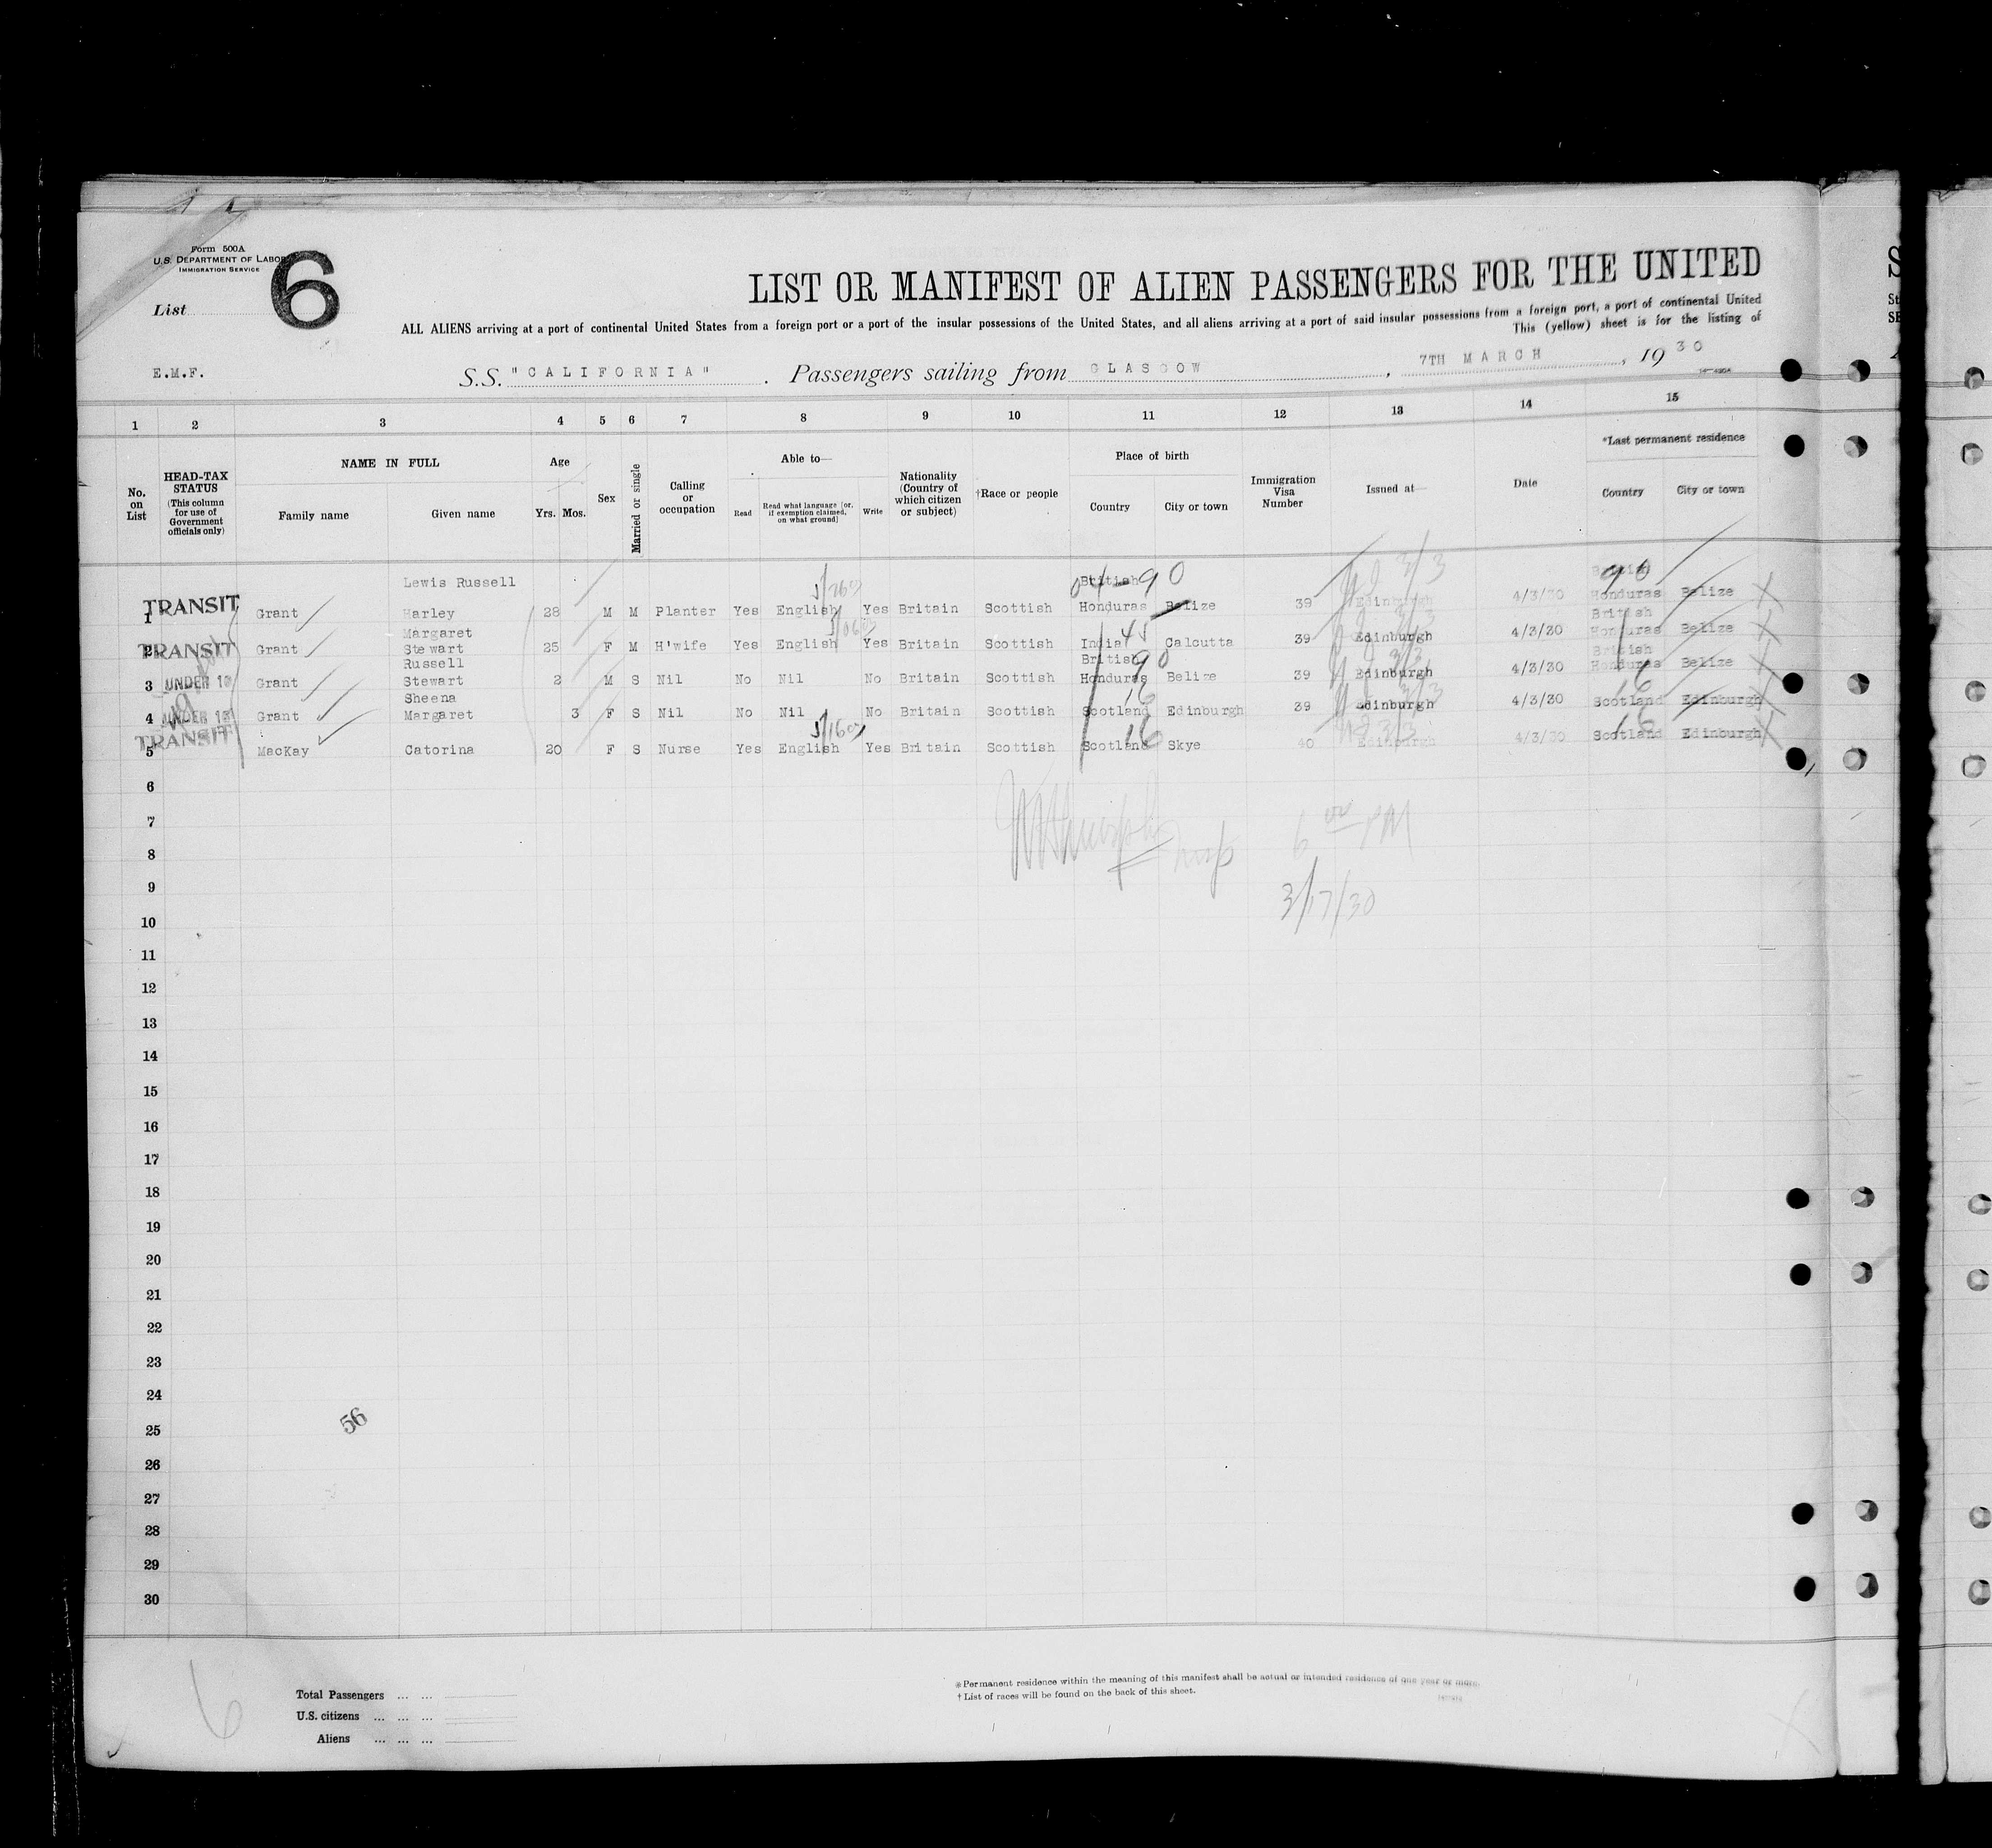 Form 500A
U.S. DEPARTMENT OF LABOR
IMMIGRATION SERVICE
6
List
LIST OR MANIFEST OF ALIEN PASSENGERS FOR THE UNITED
ALL ALIENS arriving at a port of continental United States from a foreign port or a port of the insular possessions of the United States, and all aliens arriving at a port of said insular possessions from a foreign port, a port of continental United
This (yellow) sheet is for the listing of
E.M.F.
S.S. "CALIFORNIA". Passengers sailing from GLASGOW, 7TH MARCH, 1930
1 2 3 4 5 6 7 8 9 10 11 12 13 14 15
No. on List
HEAD-TAX STATUS (This column for use of Government officials only)
NAME IN FULL
Family name Given name
Age
Yrs. Mos.
Sex
Married or single
Calling or occupation
Able to—
Read
Read what language (or, if exemption claimed, on what ground)
Write
Nationality (Country of which citizen or subject)
†Race or people
Place of birth
Country City or town
Immigration Visa Number
Issued at—
Date
*Last permanent residence
Country City or town
Lewis Russell British 04-90 90
1 TRANSIT Grant Harley 28 M M Planter Yes English Yes Britain Scottish Honduras Belize 39 Edinburgh 4/3/30 Honduras Belize
Margaret British
2 TRANSIT Grant Stewart 25 F M H'wife Yes English Yes Britain Scottish India 45 Calcutta 39 Edinburgh 4/3/30 Honduras Belize
Russell British 90 British
3 UNDER 16 Grant Stewart 2 M S Nil No Nil No Britain Scottish Honduras Belize 39 Edinburgh 4/3/30 Honduras Belize
Sheena 16 16
4 UNDER 16 Grant Margaret 3 F S Nil No Nil No Britain Scottish Scotland Edinburgh 39 Edinburgh 4/3/30 Scotland Edinburgh
16 16
5 TRANSIT MacKay Catorina 20 F S Nurse Yes English Yes Britain Scottish Scotland Skye 40 Edinburgh 4/3/30 Scotland Edinburgh
6
7
6 00 PM
8
9
3/17/30
10
11
12
13
14
15
16
17
18
19
20
21
22
23
24
56
25
26
27
28
29
30
6
Total Passengers ... ...
U.S. citizens ... ... ...
Aliens ... ... ...
* Permanent residence within the meaning of this manifest shall be actual or intended residence of one year or more.
† List of races will be found on the back of this sheet.